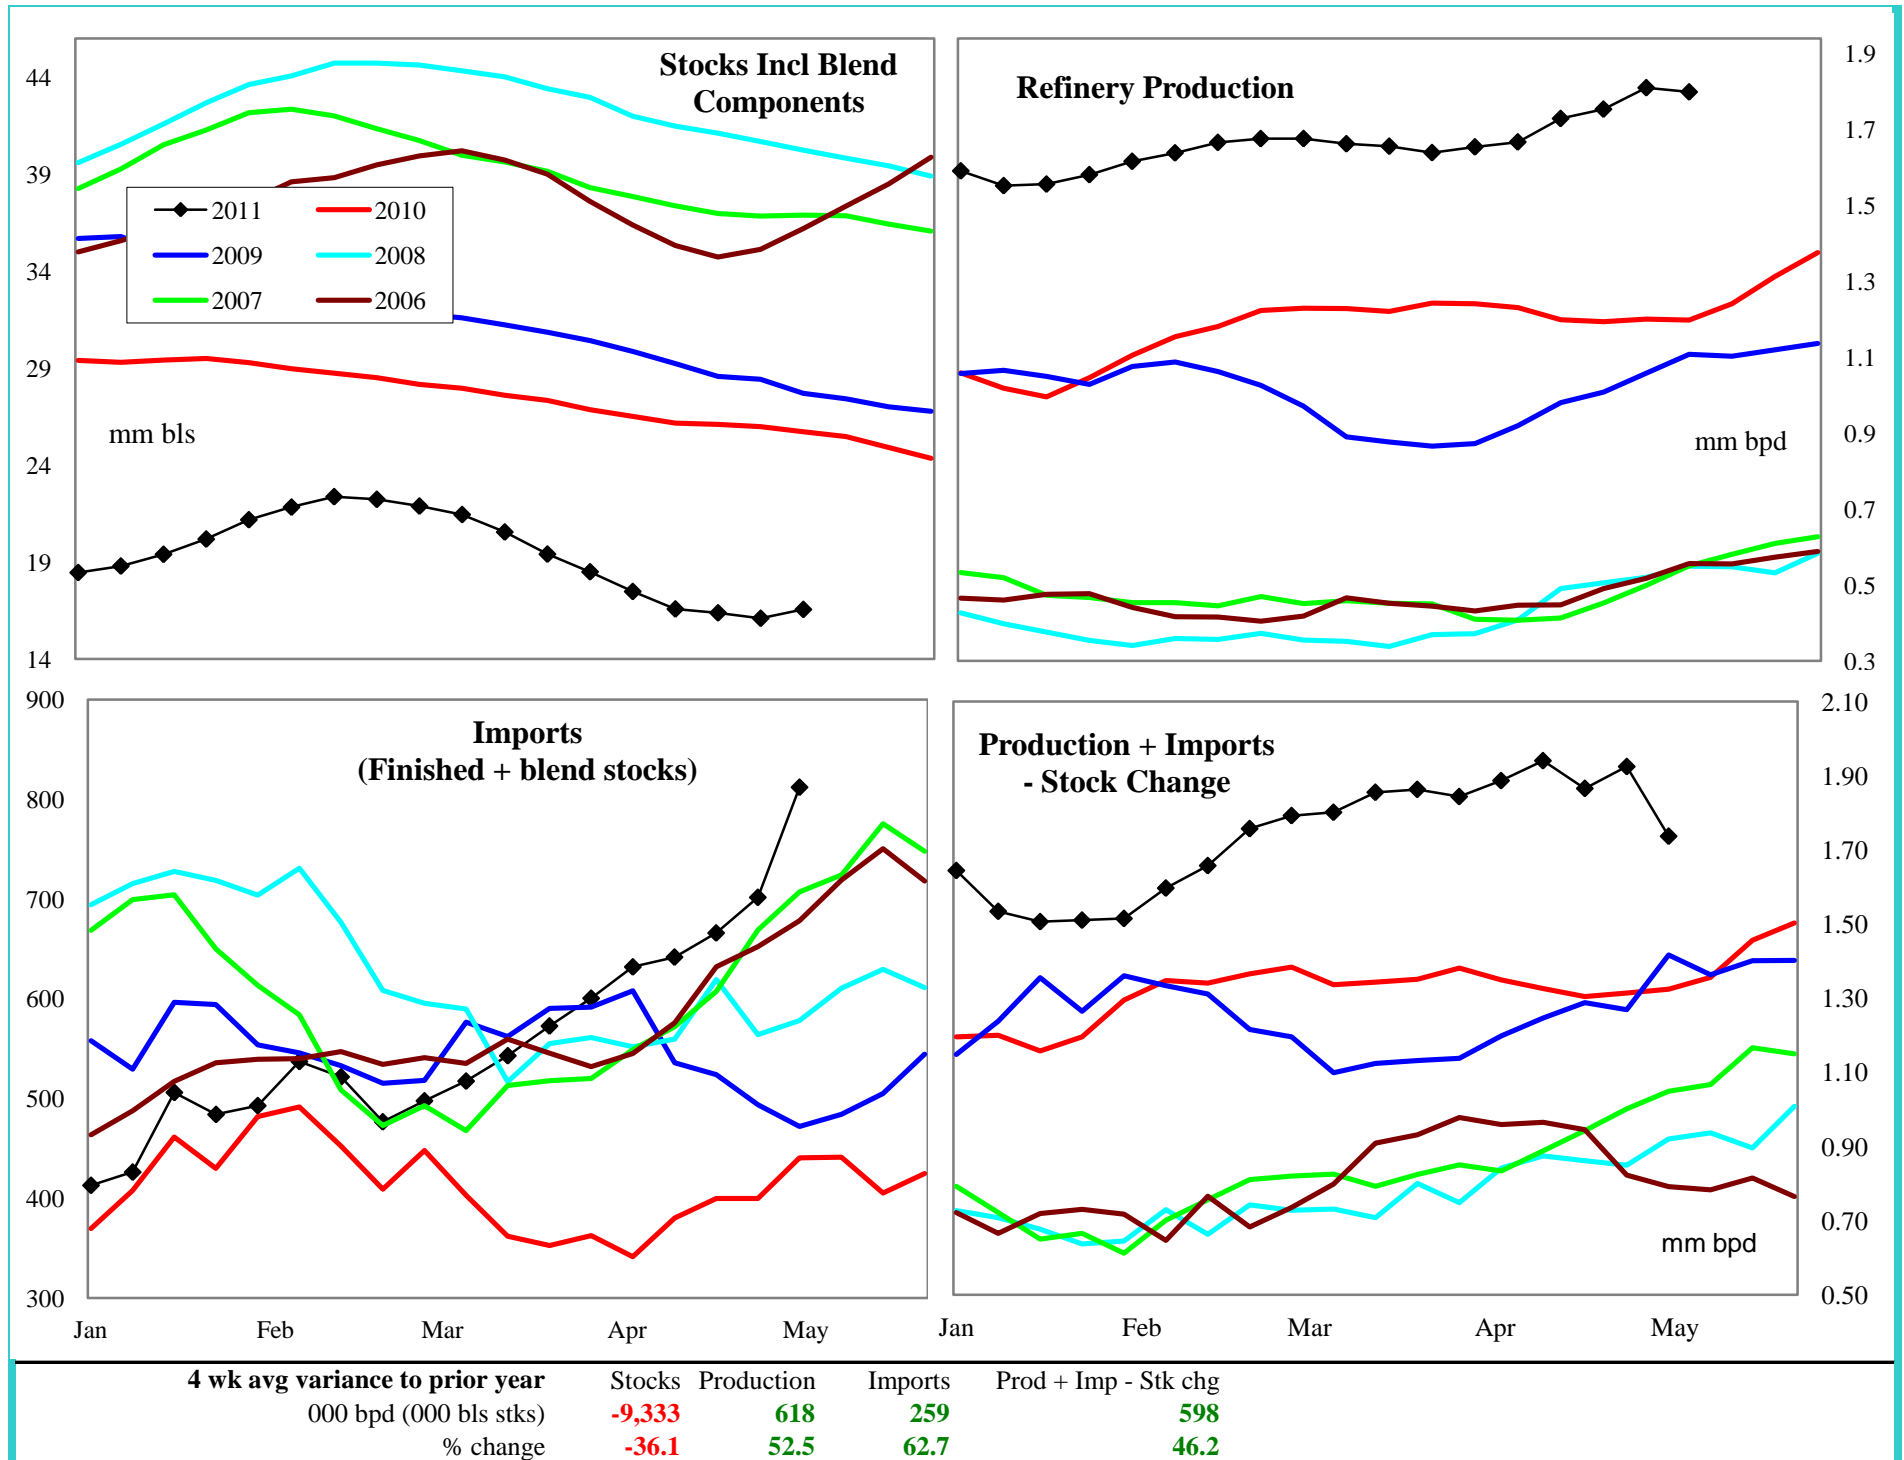 Stocks Incl Blend
Components
44
39
34
29
24
19
14
2011
2010
2009
2008
2007
2006
mm bls
Refinery Production
1.9
1.7
1.5
1.3
1.1
0.9
0.7
0.5
0.3
mm bpd
Imports
(Finished + blend stocks)
900
800
700
600
500
400
300
Jan Feb Mar Apr May
Production + Imports
- Stock Change
2.10
1.90
1.70
1.50
1.30
1.10
0.90
0.70
0.50
mm bpd
Jan Feb Mar Apr May
4 wk avg variance to prior year Stocks Production Imports Prod + Imp - Stk chg
000 bpd (000 bls stks) -9,333 618 259 598
% change -36.1 52.5 62.7 46.2